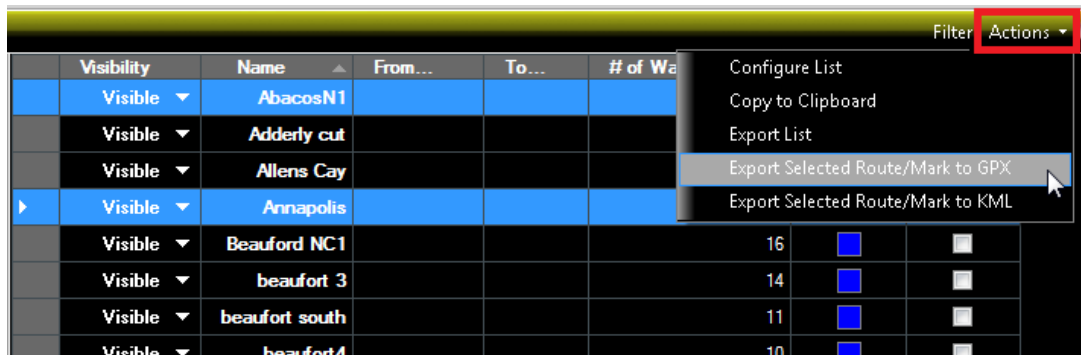 Filter Actions
Visibility Name From... To... # of Wa
Configure List
Copy to Clipboard
Export List
Export Selected Route/Mark to GPX
Export Selected Route/Mark to KML
Visible AbacosN1
Visible Adderly cut
Visible Allens Cay
Visible Annapolis
Visible Beauford NC1 16
Visible beaufort 3 14
Visible beaufort south 11
Visible beaufort4 10